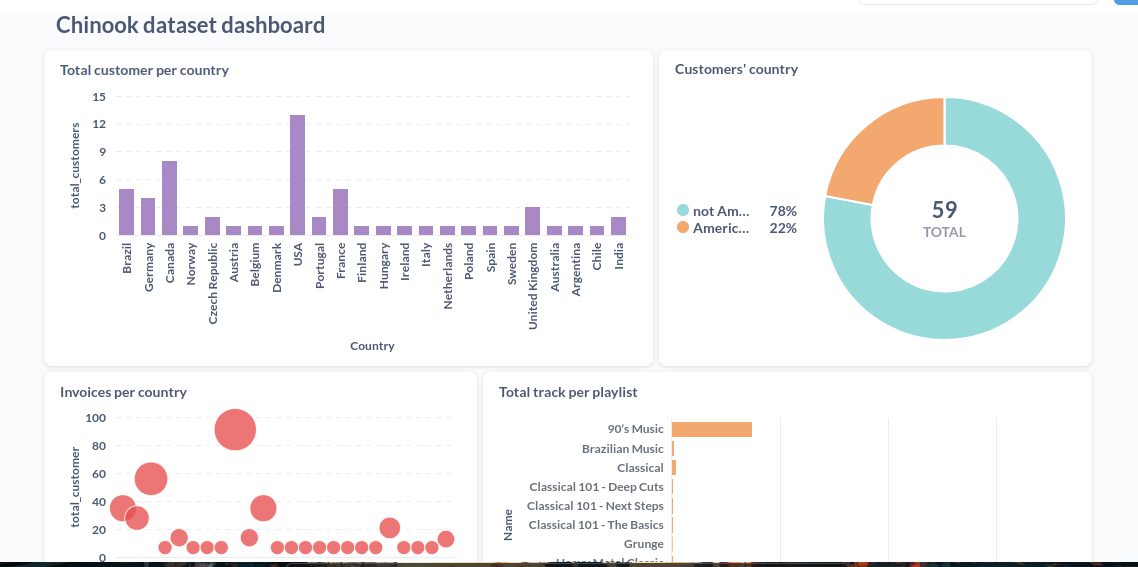 Chinook dataset dashboard
Total customer per country
15
12
9
6
3
0
total_customers
Brazil
Germany
Canada
Norway
Czech Republic
Austria
Belgium
Denmark
USA
Portugal
France
Finland
Hungary
Ireland
Italy
Netherlands
Poland
Spain
Sweden
United Kingdom
Australia
Argentina
Chile
India
Country
Customers' country
not Am... 78%
Americ... 22%
59
TOTAL
Invoices per country
100
80
60
40
20
0
total_customer
Total track per playlist
Name
90's Music
Brazilian Music
Classical
Classical 101 - Deep Cuts
Classical 101 - Next Steps
Classical 101 - The Basics
Grunge
Heavy Metal Classic